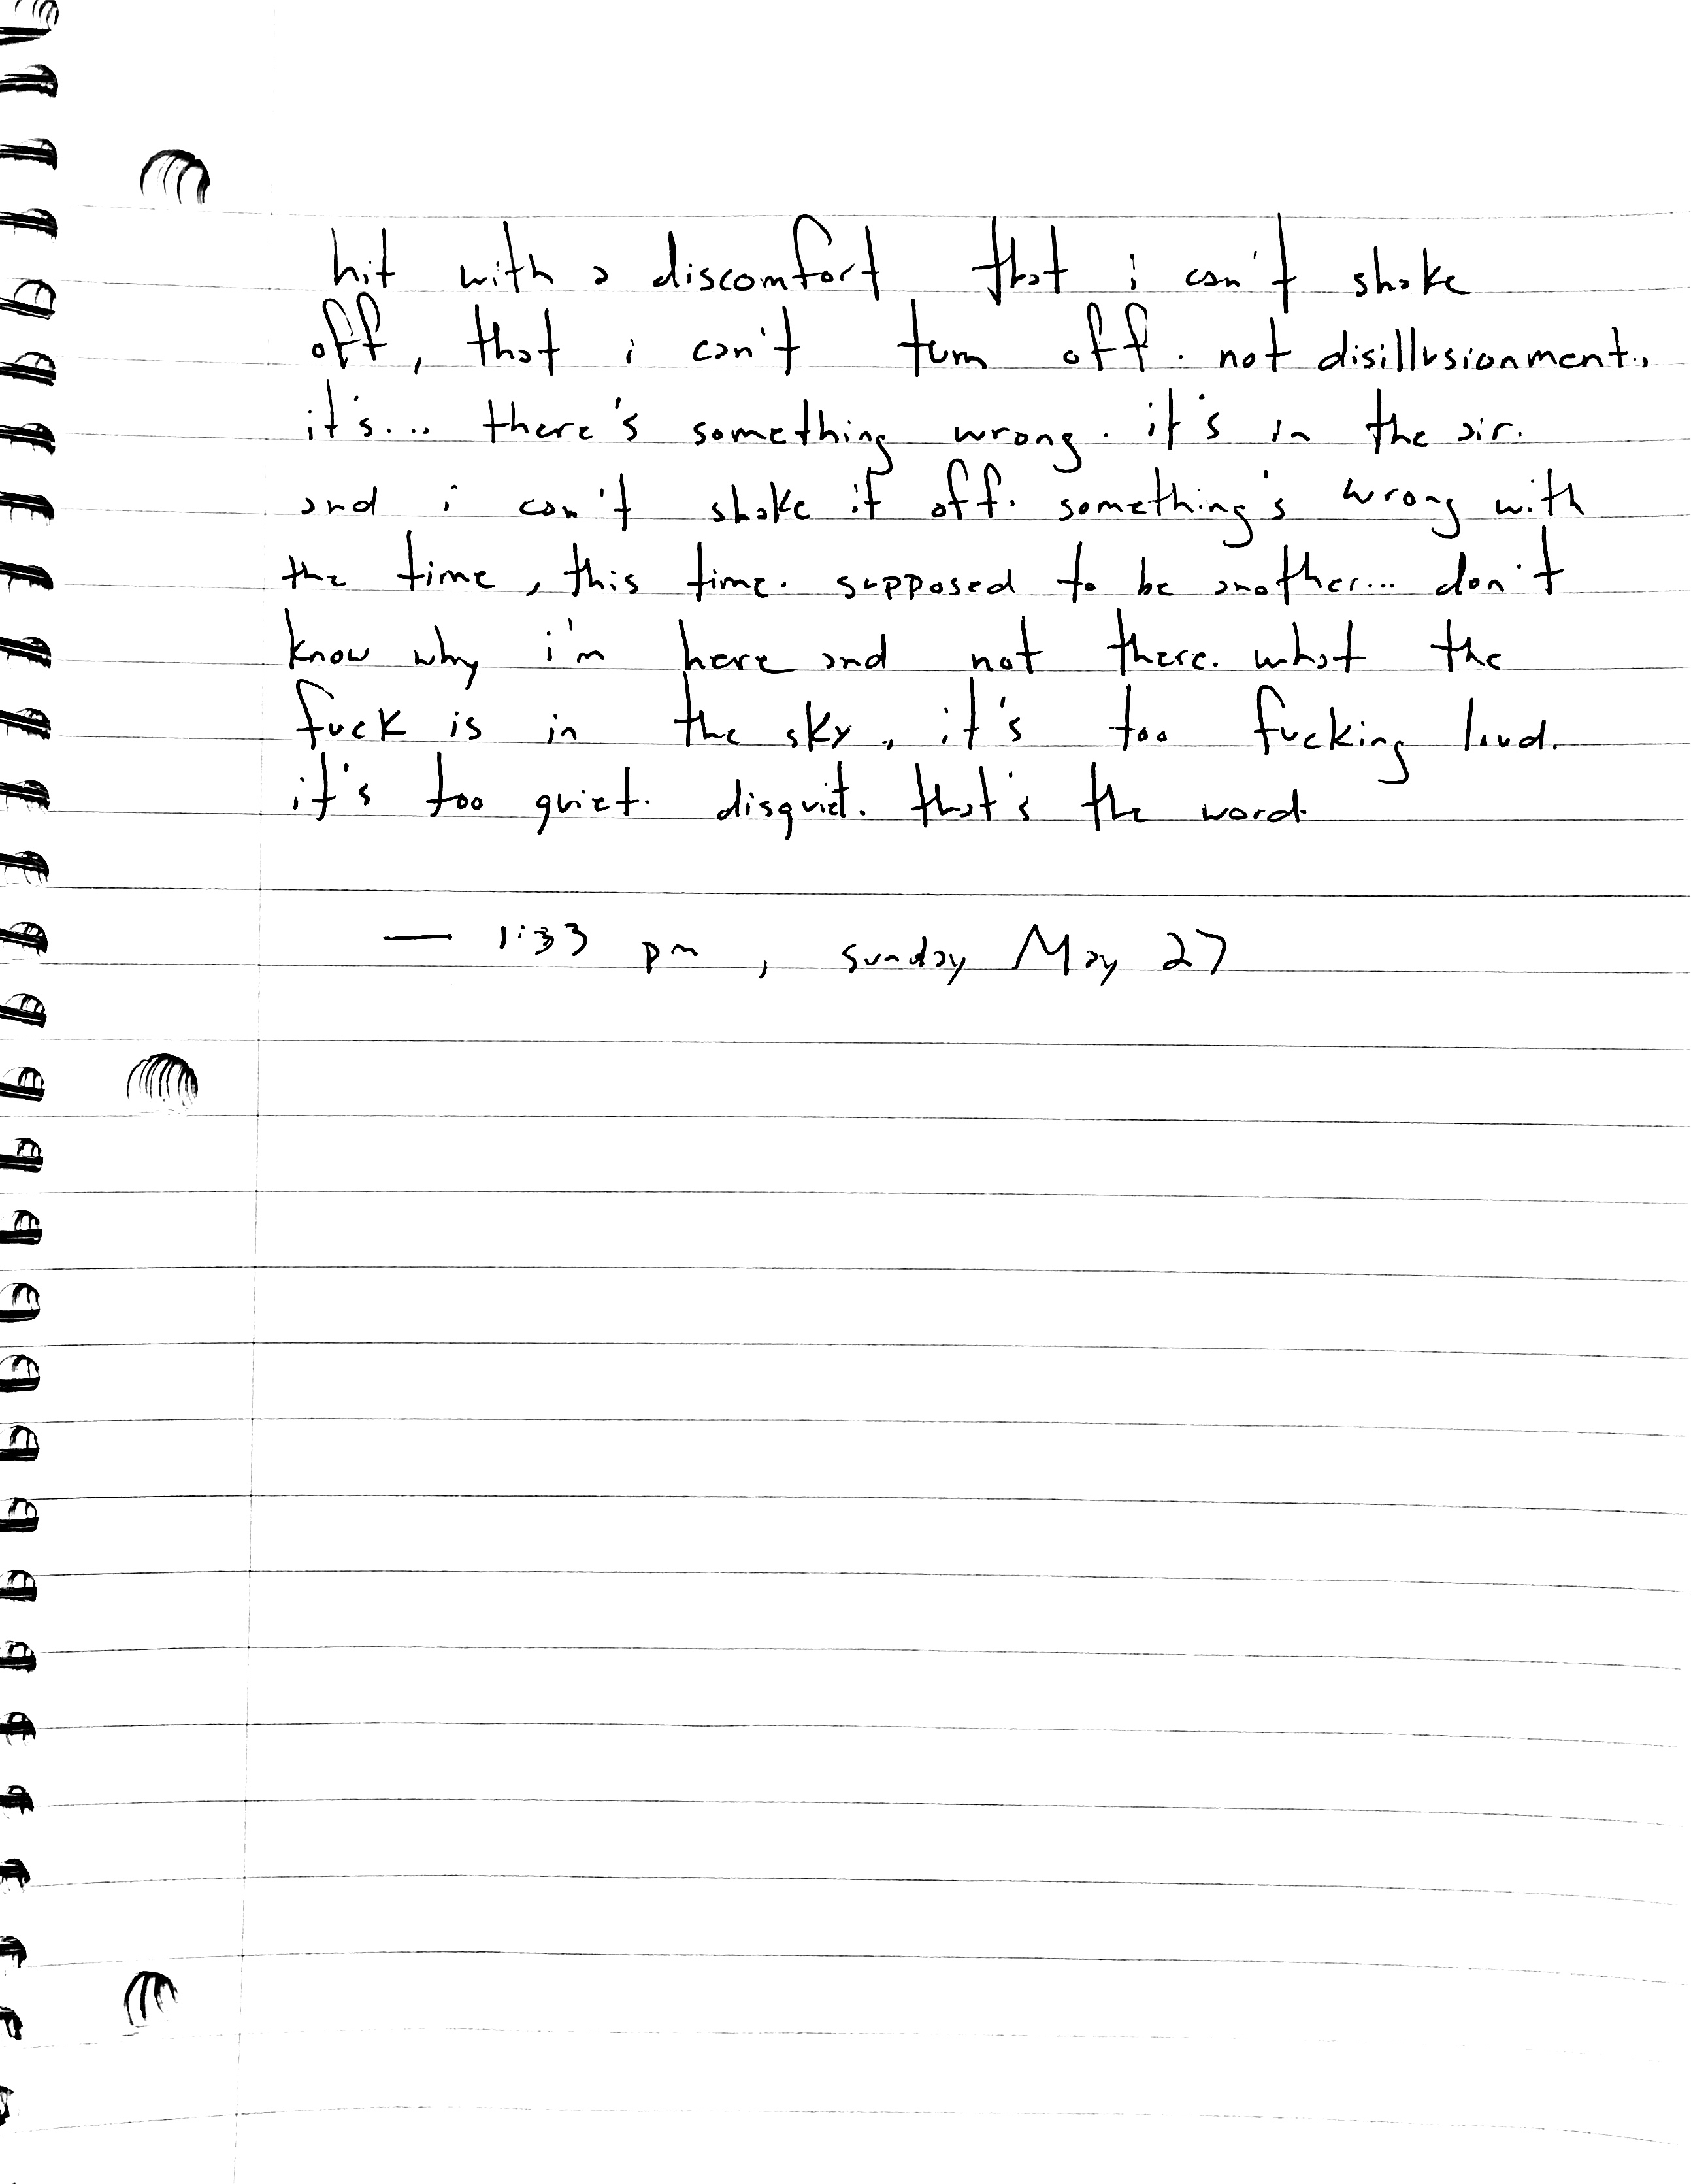 hit with a discomfort that i can't shake
off, that i can't turn off. not disillusionment,
it's... there's something wrong. it's in the air.
and i can't shake it off. something's wrong with
the time, this time. supposed to be another... don't
know why i'm here and not there. what the
fuck is in the sky, it's too fucking loud.
it's too quiet. disquiet. that's the word.
— 1:33 pm, sunday May 27